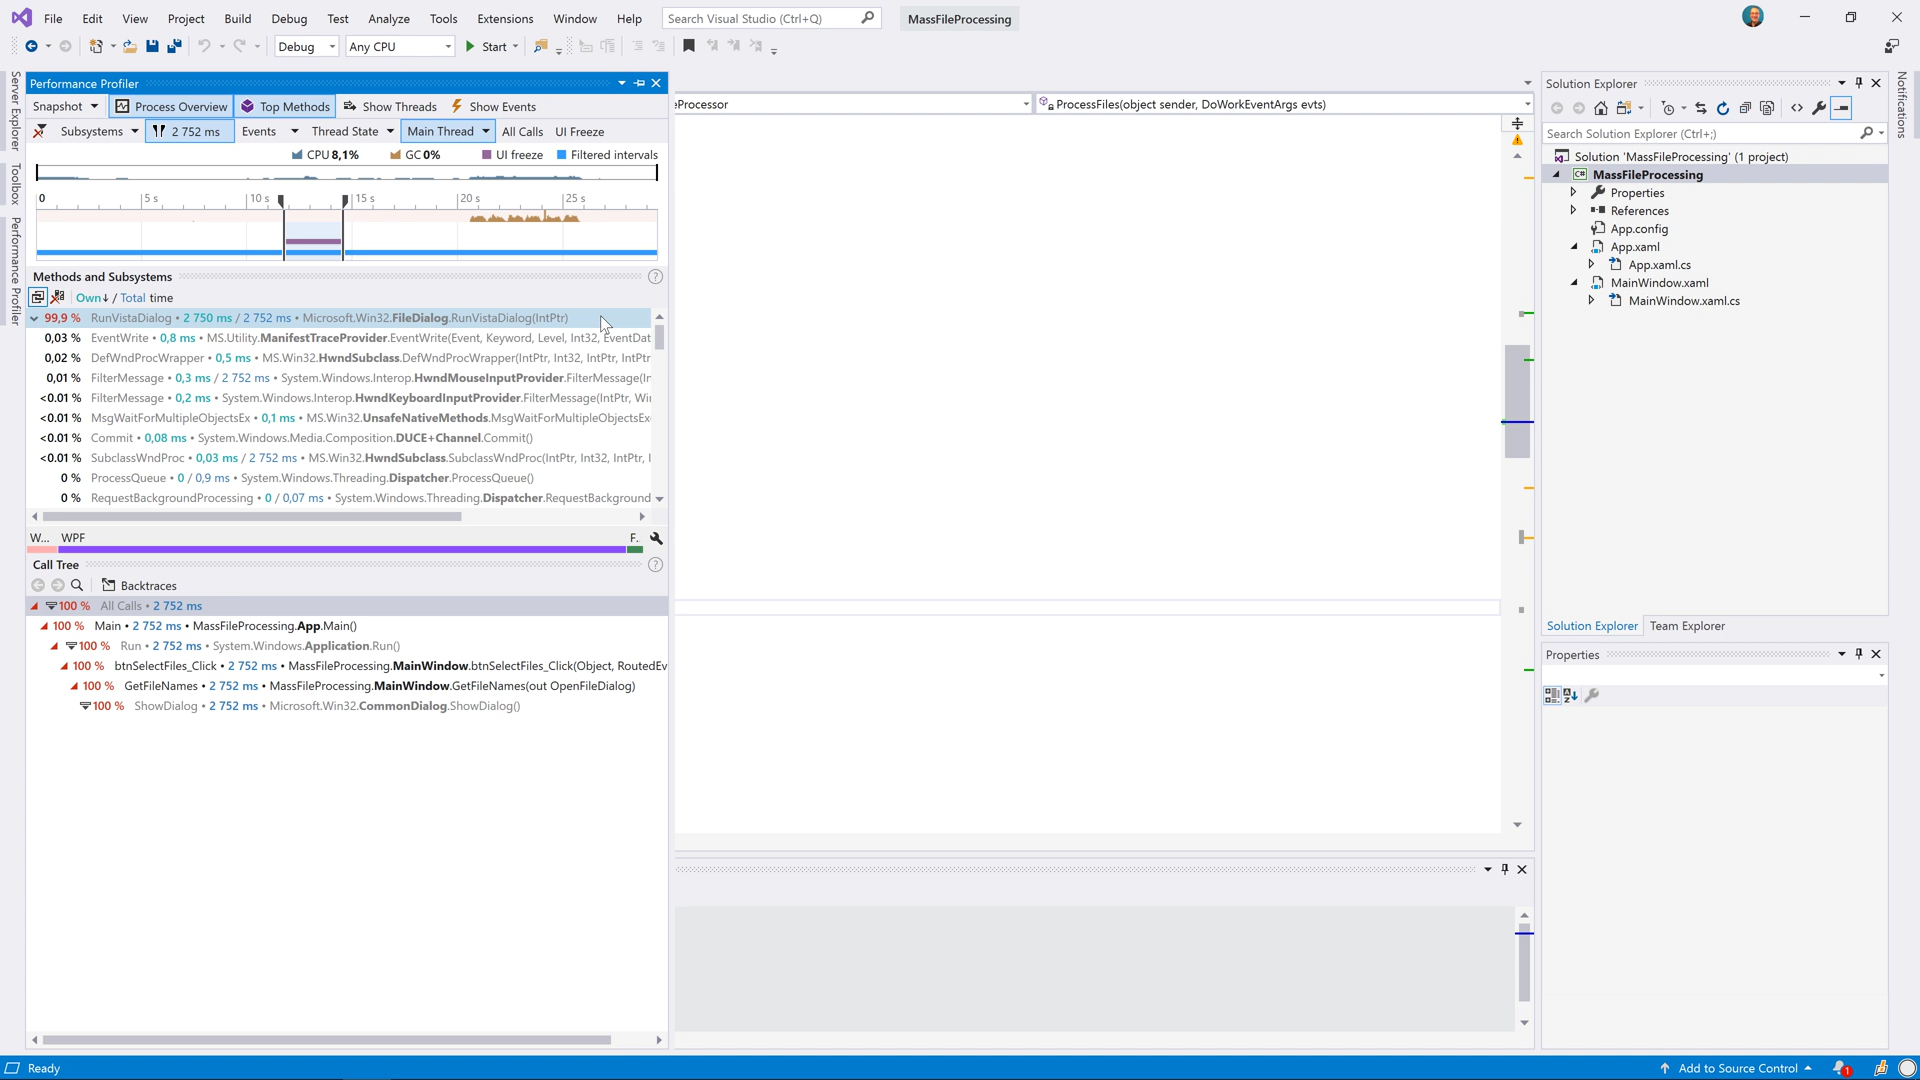 File Edit View Project Build Debug Test Analyze Tools Extensions Window Help Search Visual Studio (Ctrl+Q) MassFileProcessing
Debug Any CPU Start
Server Explorer
Toolbox
Performance Profiler
Performance Profiler
Snapshot Process Overview Top Methods Show Threads Show Events
Subsystems 2 752 ms Events Thread State Main Thread All Calls UI Freeze
CPU 8,1% GC 0% UI freeze Filtered intervals
0 5 s 10 s 15 s 20 s 25 s
Methods and Subsystems
Own ↓ / Total time
99,9 % RunVistaDialog • 2 750 ms / 2 752 ms • Microsoft.Win32.FileDialog.RunVistaDialog(IntPtr)
0,03 % EventWrite • 0,8 ms • MS.Utility.ManifestTraceProvider.EventWrite(Event, Keyword, Level, Int32, EventDat
0,02 % DefWndProcWrapper • 0,5 ms • MS.Win32.HwndSubclass.DefWndProcWrapper(IntPtr, Int32, IntPtr, IntPtr
0,01 % FilterMessage • 0,3 ms / 2 752 ms • System.Windows.Interop.HwndMouseInputProvider.FilterMessage(In
<0.01 % FilterMessage • 0,2 ms • System.Windows.Interop.HwndKeyboardInputProvider.FilterMessage(IntPtr, Wi
<0.01 % MsgWaitForMultipleObjectsEx • 0,1 ms • MS.Win32.UnsafeNativeMethods.MsgWaitForMultipleObjectsEx
<0.01 % Commit • 0,08 ms • System.Windows.Media.Composition.DUCE+Channel.Commit()
<0.01 % SubclassWndProc • 0,03 ms / 2 752 ms • MS.Win32.HwndSubclass.SubclassWndProc(IntPtr, Int32, IntPtr, I
0 % ProcessQueue • 0 / 0,9 ms • System.Windows.Threading.Dispatcher.ProcessQueue()
0 % RequestBackgroundProcessing • 0 / 0,07 ms • System.Windows.Threading.Dispatcher.RequestBackground
W... WPF F.
Call Tree
Backtraces
100 % All Calls • 2 752 ms
100 % Main • 2 752 ms • MassFileProcessing.App.Main()
100 % Run • 2 752 ms • System.Windows.Application.Run()
100 % btnSelectFiles_Click • 2 752 ms • MassFileProcessing.MainWindow.btnSelectFiles_Click(Object, RoutedEv
100 % GetFileNames • 2 752 ms • MassFileProcessing.MainWindow.GetFileNames(out OpenFileDialog)
100 % ShowDialog • 2 752 ms • Microsoft.Win32.CommonDialog.ShowDialog()
eProcessor ProcessFiles(object sender, DoWorkEventArgs evts)
Solution Explorer
Search Solution Explorer (Ctrl+;)
Solution 'MassFileProcessing' (1 project)
C# MassFileProcessing
Properties
References
App.config
App.xaml
App.xaml.cs
MainWindow.xaml
MainWindow.xaml.cs
Solution Explorer Team Explorer
Properties
Notifications
Ready Add to Source Control 1